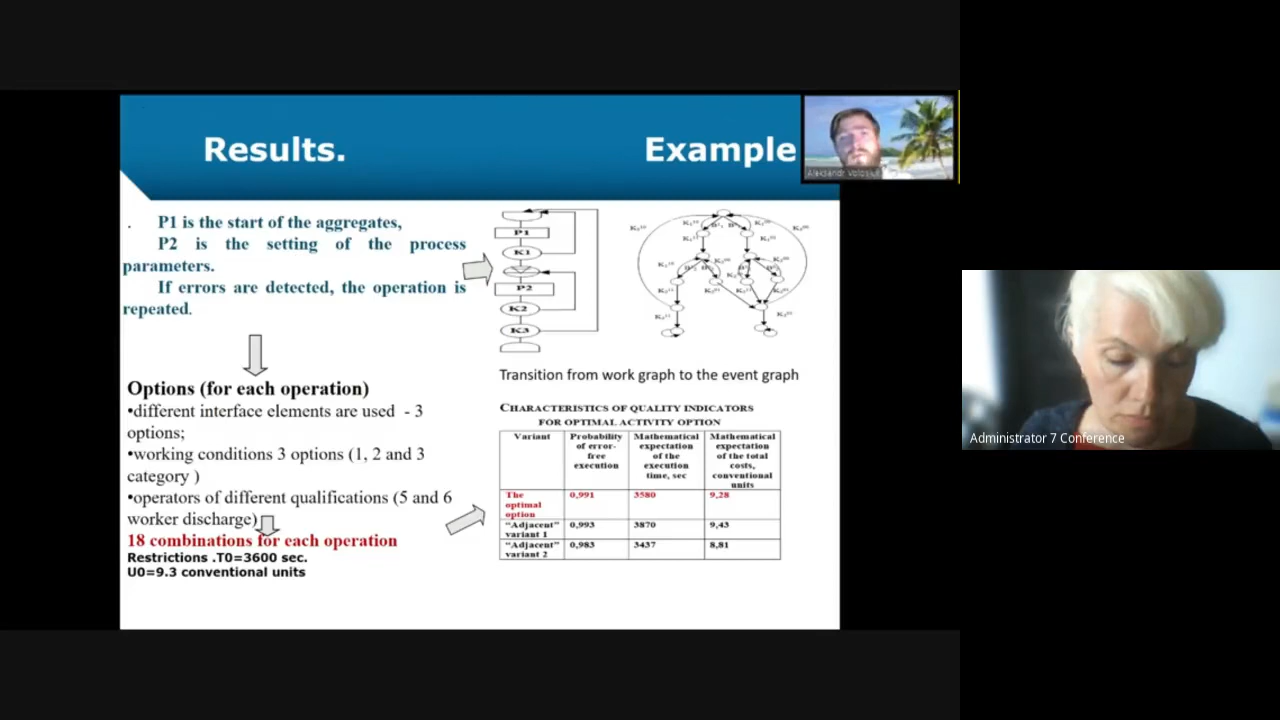 Results. Example
P1 is the start of the aggregates,
P2 is the setting of the process
parameters.
If errors are detected, the operation is
repeated.
Options (for each operation)
•different interface elements are used - 3
options;
•working conditions 3 options (1, 2 and 3
category )
•operators of different qualifications (5 and 6
worker discharge)
18 combinations for each operation
Restrictions .T0=3600 sec.
U0=9.3 conventional units
P1
K1
P2
K2
K3
Transition from work graph to the event graph
CHARACTERISTICS OF QUALITY INDICATORS
FOR OPTIMAL ACTIVITY OPTION
Variant Probability of error-free execution Mathematical expectation of the execution time, sec Mathematical expectation of the total costs, conventional units
The optimal option 0,991 3580 9,28
“Adjacent” variant 1 0,993 3870 9,43
“Adjacent” variant 2 0,983 3437 8,81
Aleksandr
Administrator 7 Conference